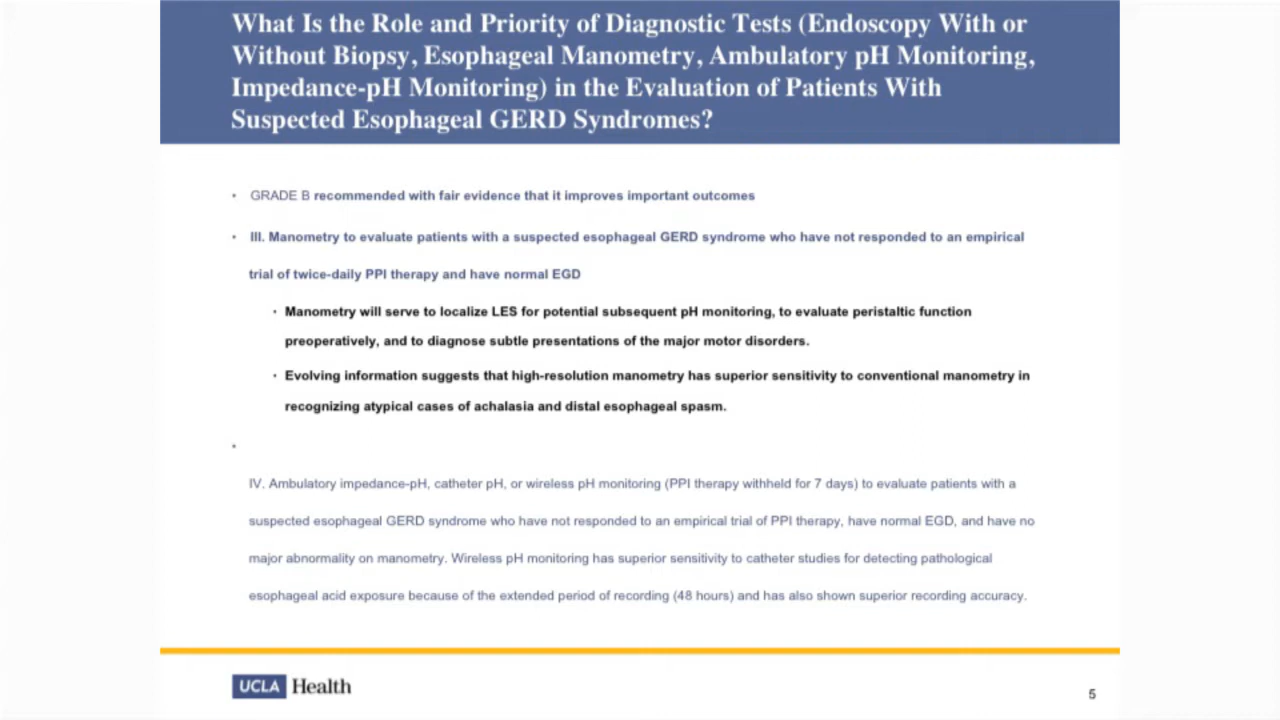 What Is the Role and Priority of Diagnostic Tests (Endoscopy With or
Without Biopsy, Esophageal Manometry, Ambulatory pH Monitoring,
Impedance-pH Monitoring) in the Evaluation of Patients With
Suspected Esophageal GERD Syndromes?
• GRADE B recommended with fair evidence that it improves important outcomes
• III. Manometry to evaluate patients with a suspected esophageal GERD syndrome who have not responded to an empirical
trial of twice-daily PPI therapy and have normal EGD
• Manometry will serve to localize LES for potential subsequent pH monitoring, to evaluate peristaltic function
preoperatively, and to diagnose subtle presentations of the major motor disorders.
• Evolving information suggests that high-resolution manometry has superior sensitivity to conventional manometry in
recognizing atypical cases of achalasia and distal esophageal spasm.
•
IV. Ambulatory impedance-pH, catheter pH, or wireless pH monitoring (PPI therapy withheld for 7 days) to evaluate patients with a
suspected esophageal GERD syndrome who have not responded to an empirical trial of PPI therapy, have normal EGD, and have no
major abnormality on manometry. Wireless pH monitoring has superior sensitivity to catheter studies for detecting pathological
esophageal acid exposure because of the extended period of recording (48 hours) and has also shown superior recording accuracy.
UCLA Health
5